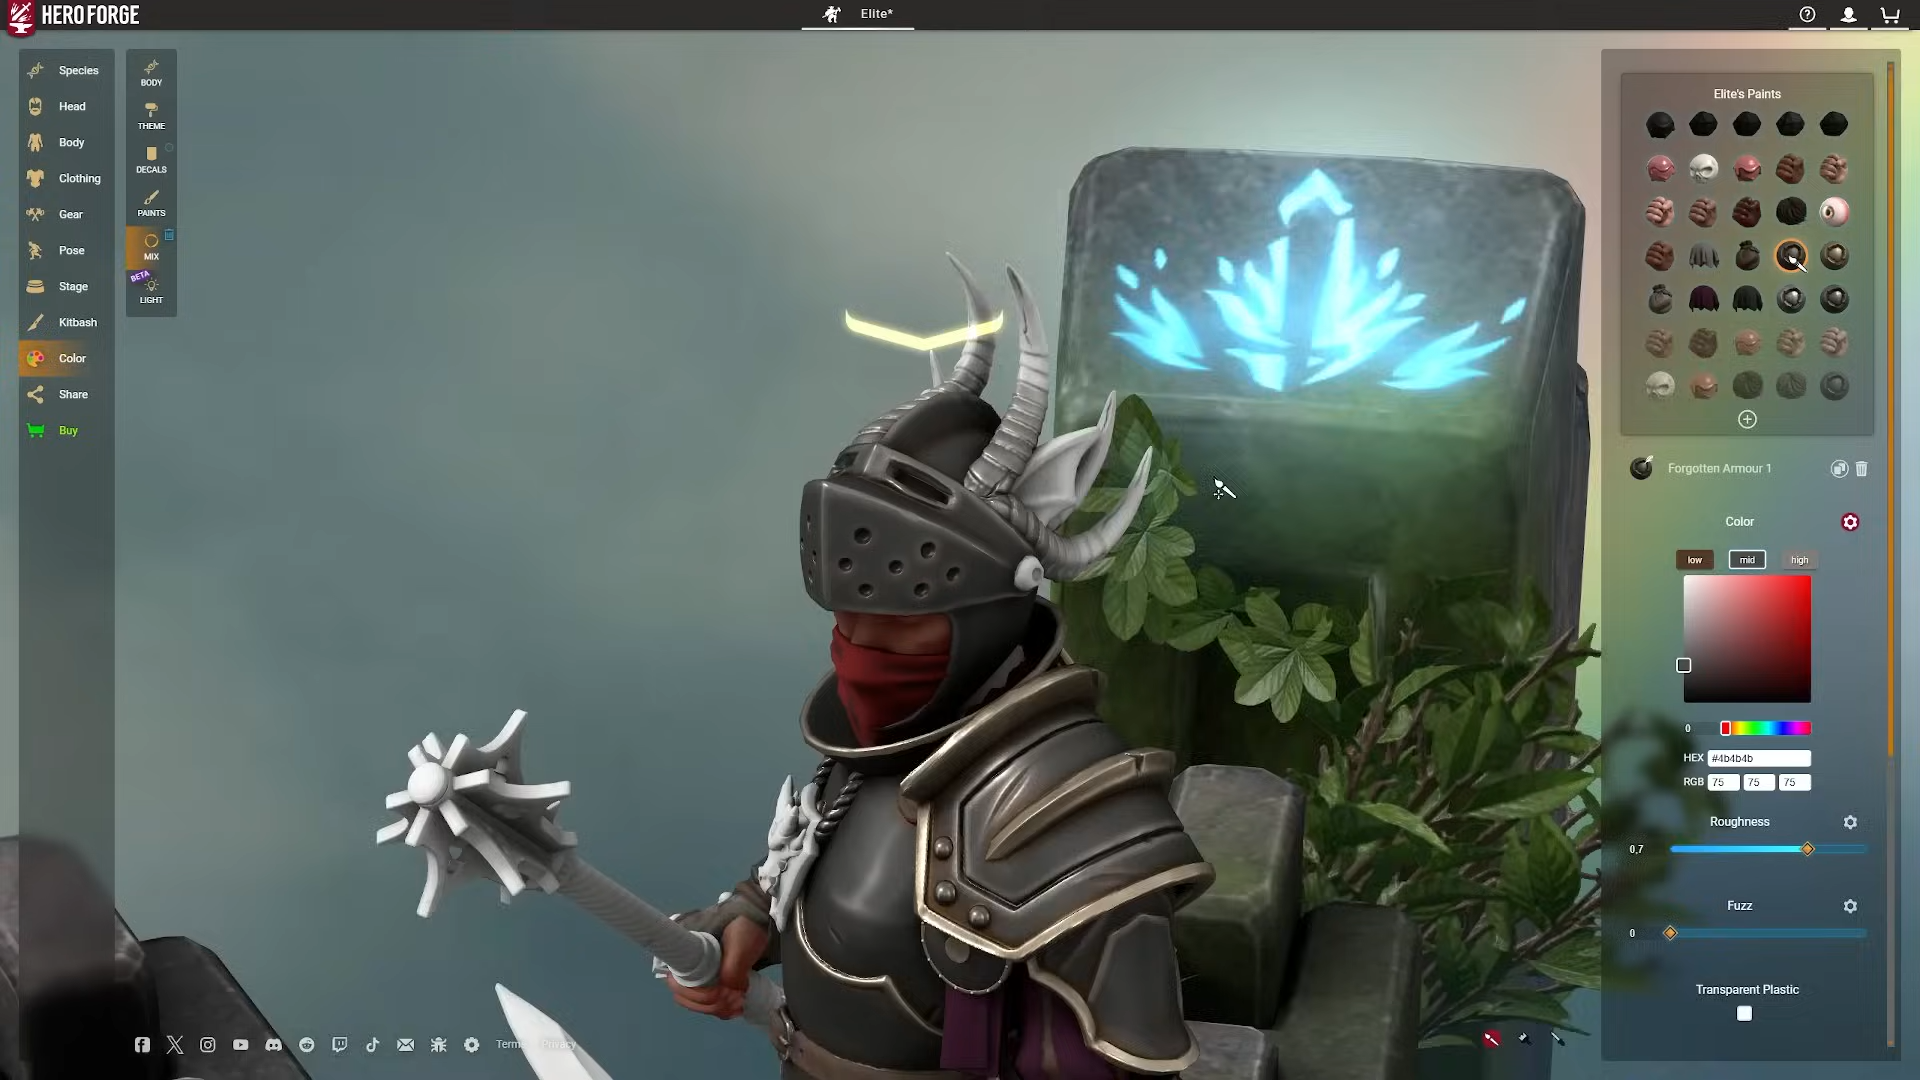 HERO FORGE
Elite*
Species
Head
Body
Clothing
Gear
Pose
Stage
Kitbash
Color
Share
Buy
BODY
THEME
DECALS
PAINTS
MIX
BETA
LIGHT
Elite's Paints
Forgotten Armour 1
Color
low mid high
0
HEX #4b4b4b
RGB 75 75 75
Roughness
0,7
Fuzz
0
Transparent Plastic
Terms Privacy